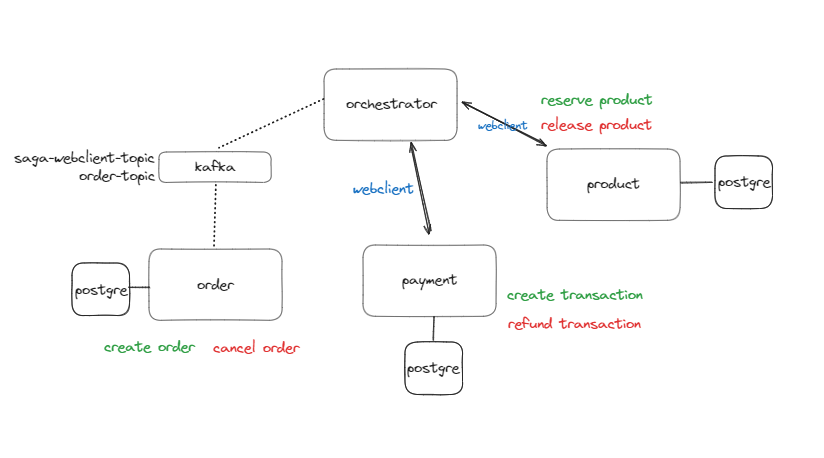 orchestrator
reserve product
webclient
release product
saga-webclient-topic
order-topic
kafka
webclient
product
postgre
postgre
order
payment
create transaction
refund transaction
create order
cancel order
postgre